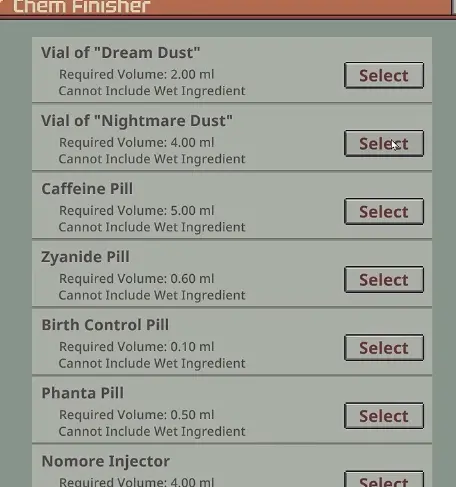 Chem Finisher
Vial of "Dream Dust"
Required Volume: 2.00 ml
Select
Cannot Include Wet Ingredient
Vial of "Nightmare Dust"
Required Volume: 4.00 ml
Select
Cannot Include Wet Ingredient
Caffeine Pill
Required Volume: 5.00 ml
Select
Cannot Include Wet Ingredient
Zyanide Pill
Required Volume: 0.60 ml
Select
Cannot Include Wet Ingredient
Birth Control Pill
Required Volume: 0.10 ml
Select
Cannot Include Wet Ingredient
Phanta Pill
Required Volume: 0.50 ml
Select
Cannot Include Wet Ingredient
Nomore Injector
Required Volume: 4.00 ml
Select